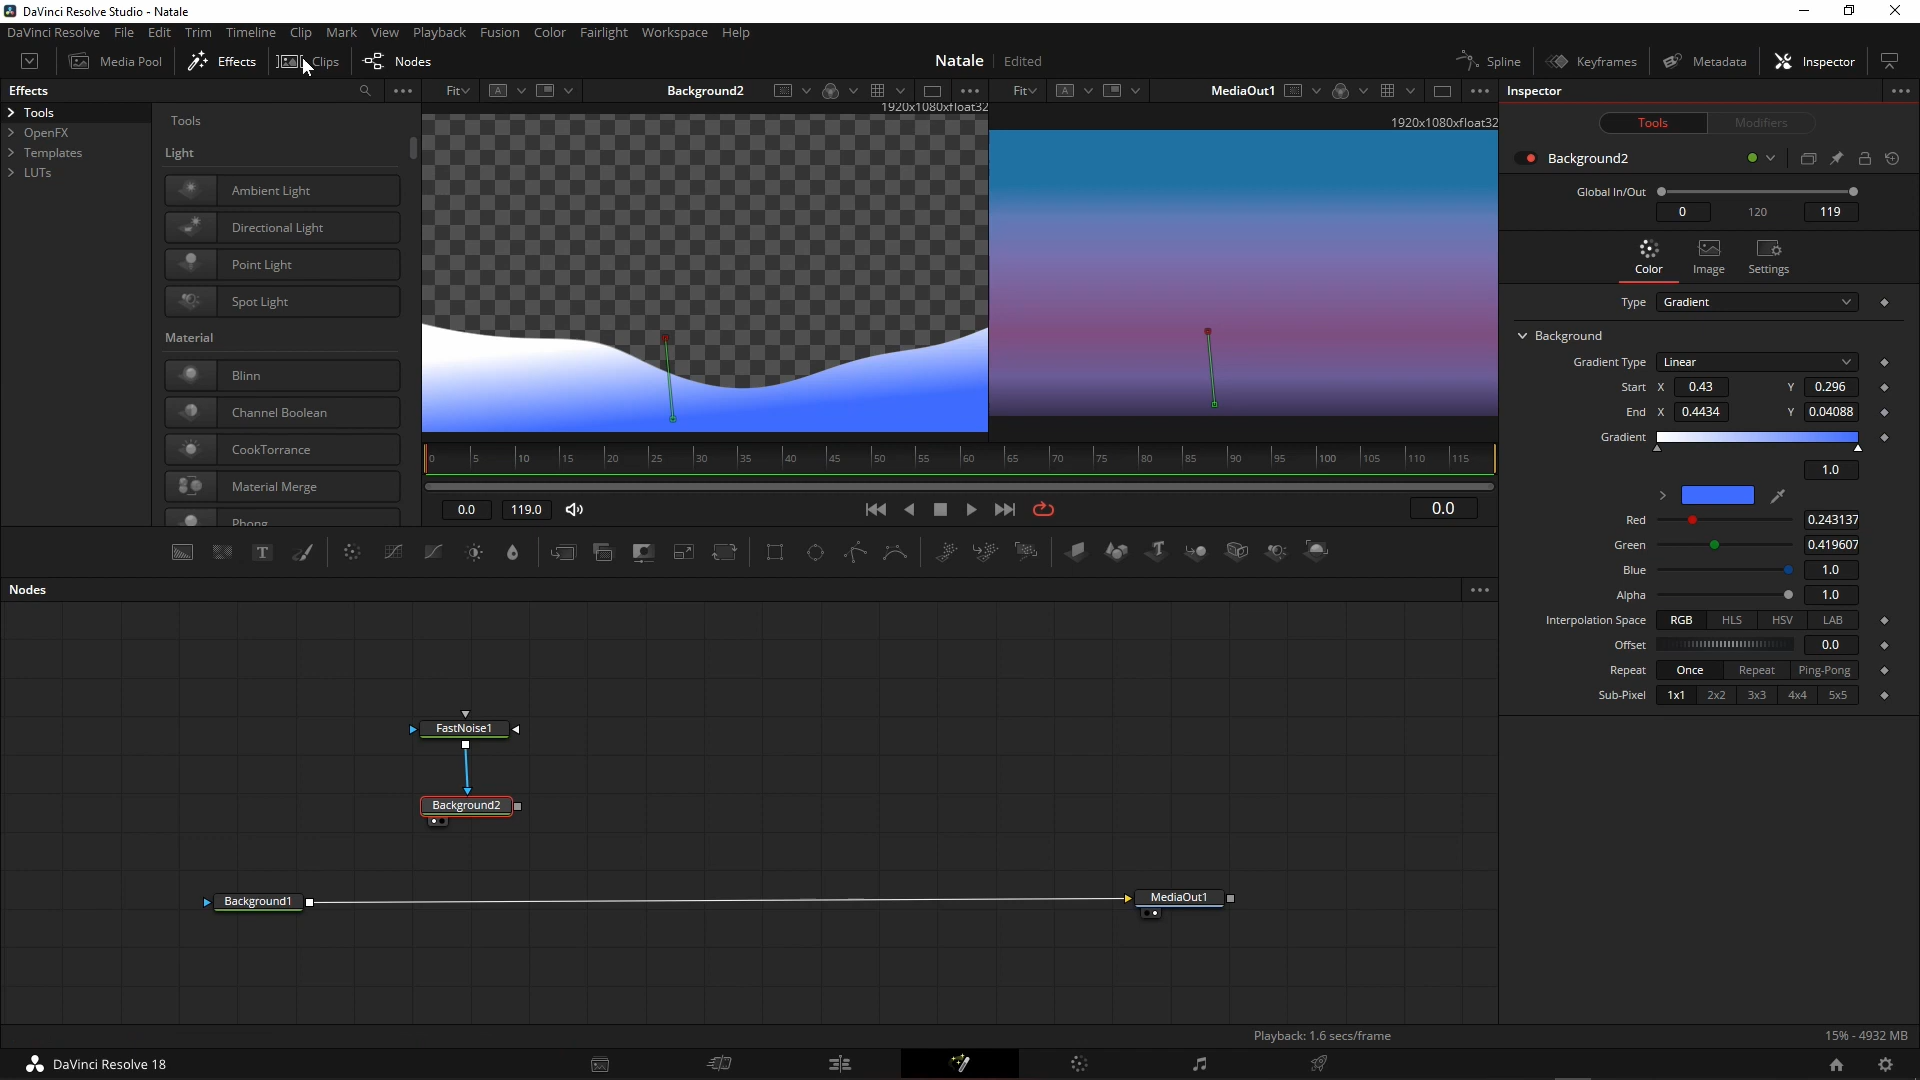 DaVinci Resolve Studio - Natale
DaVinci Resolve File Edit Trim Timeline Clip Mark View Playback Fusion Color Fairlight Workspace Help
Media Pool Effects Clips Nodes Natale Edited Spline Keyframes Metadata Inspector
Effects Fit A Background2 Fit A MediaOut1 Inspector
1920x1080xfloat32
1920x1080xfloat32
Tools
OpenFX
Templates
LUTs
Tools
Light
Ambient Light
Directional Light
Point Light
Spot Light
Material
Blinn
Channel Boolean
CookTorrance
Material Merge
Phong
0 5 10 15 20 25 30 35 40 45 50 55 60 65 70 75 80 85 90 95 100 105 110 115
0.0 119.0 0.0
T T
Nodes
FastNoise1
Background2
Background1
MediaOut1
Tools Modifiers
Background2
Global In/Out
0 120 119
Color Image Settings
Type Gradient
Background
Gradient Type Linear
Start X 0.43 Y 0.296
End X 0.4434 Y 0.04088
Gradient
1.0
Red 0.243137
Green 0.419607
Blue 1.0
Alpha 1.0
Interpolation Space RGB HLS HSV LAB
Offset 0.0
Repeat Once Repeat Ping-Pong
Sub-Pixel 1x1 2x2 3x3 4x4 5x5
Playback: 1.6 secs/frame 15% - 4932 MB
DaVinci Resolve 18